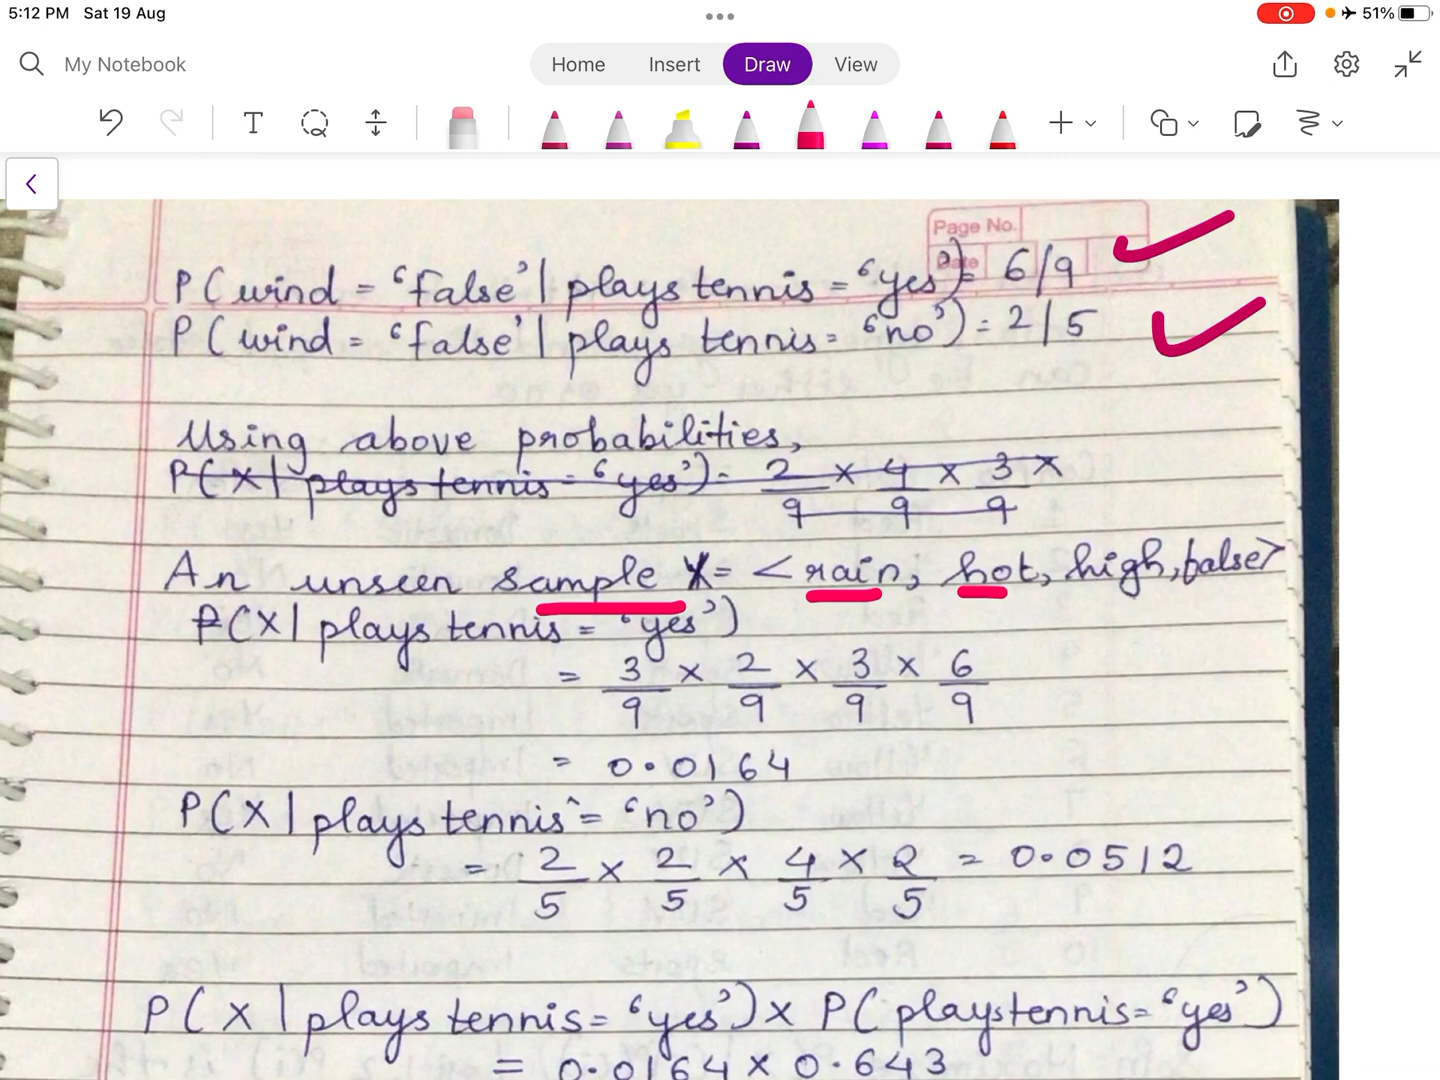 5:12 PM Sat 19 Aug
51%
My Notebook
Home Insert Draw View
Page No.
Date
P(wind = 'false' | plays tennis = 'yes') = 6/9
P(wind = 'false' | plays tennis = 'no') = 2/5
Using above probabilities,
P(X | plays tennis = 'yes') = 2/9 × 4/9 × 3/9 ×
An unseen sample X = <rain, hot, high, false>
P(X | plays tennis = 'yes')
= 3/9 × 2/9 × 3/9 × 6/9
= 0.0164
P(X | plays tennis = 'no')
= 2/5 × 2/5 × 4/5 × 2/5 = 0.0512
P(X | plays tennis = 'yes') × P(plays tennis = 'yes')
= 0.0164 × 0.643